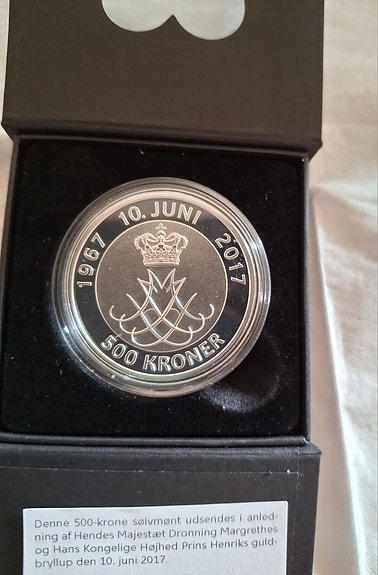 1967 10. JUNI 2017
500 KRONER
Denne 500-krone sølvmønt udsendes i anled-
ning af Hendes Majestæt Dronning Margrethes
og Hans Kongelige Højhed Prins Henriks guld-
bryllup den 10. juni 2017.